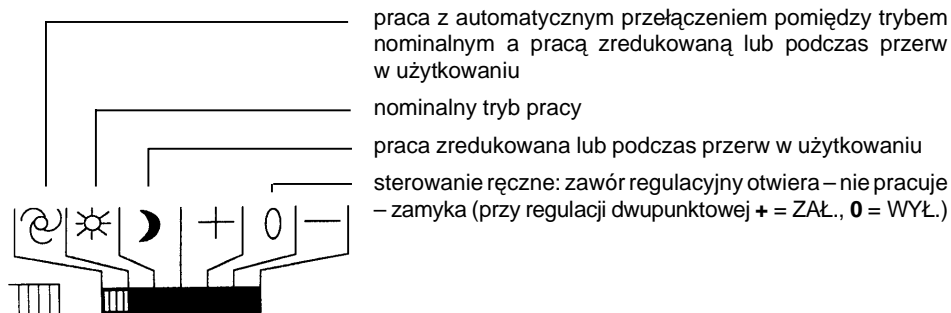 praca z automatycznym przełączeniem pomiędzy trybem
nominalnym a pracą zredukowaną lub podczas przerw
w użytkowaniu
nominalny tryb pracy
praca zredukowana lub podczas przerw w użytkowaniu
sterowanie ręczne: zawór regulacyjny otwiera – nie pracuje
– zamyka (przy regulacji dwupunktowej + = ZAŁ., 0 = WYŁ.)
+ 0 –